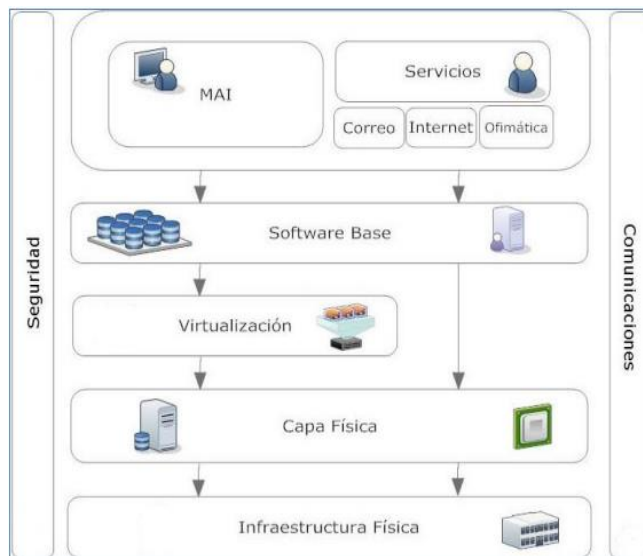 Seguridad
MAI
Servicios
Correo
Internet
Ofimática
Software Base
Virtualización
Capa Física
Infraestructura Física
Comunicaciones